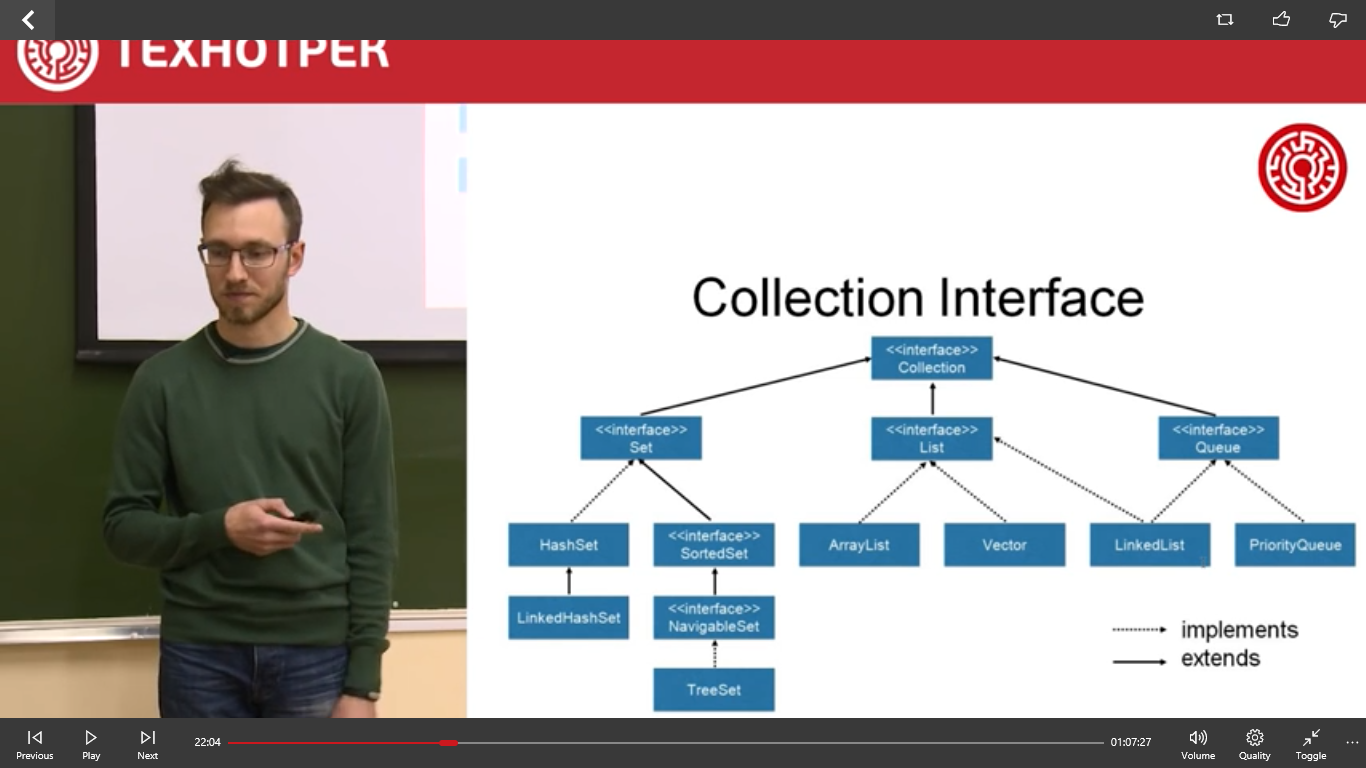 ТЕХНОТРЕК
Collection Interface
<<interface>>
Collection
<<interface>>
Set
<<interface>>
List
<<interface>>
Queue
HashSet
<<interface>>
SortedSet
ArrayList
Vector
LinkedList
PriorityQueue
LinkedHashSet
<<interface>>
NavigableSet
TreeSet
implements
extends
Previous
Play
Next
22:04
01:07:27
Volume
Quality
Toggle